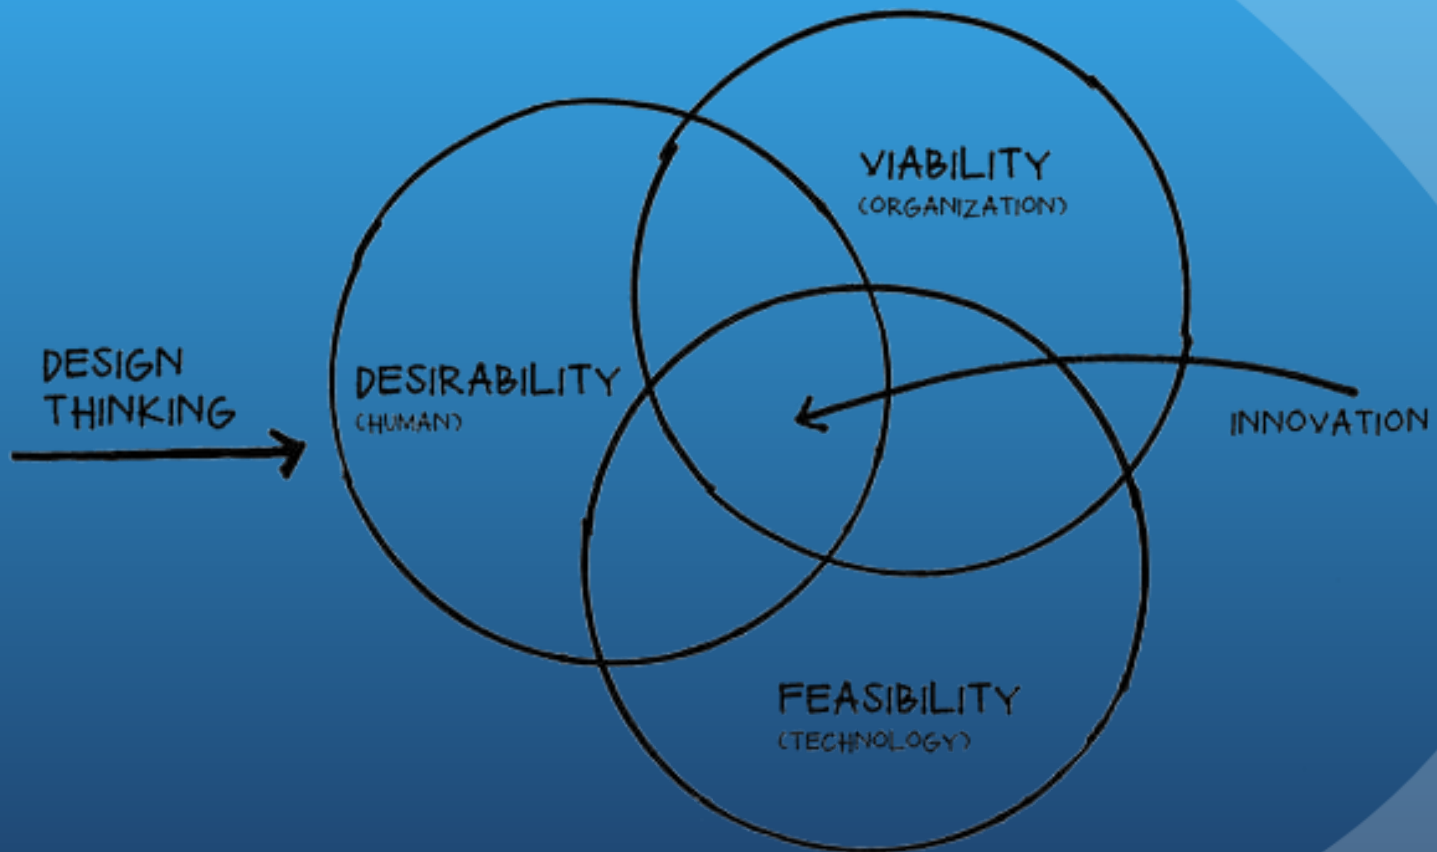 DESIGN
THINKING
DESIRABILITY
(HUMAN)
VIABILITY
(ORGANIZATION)
INNOVATION
FEASIBILITY
(TECHNOLOGY)